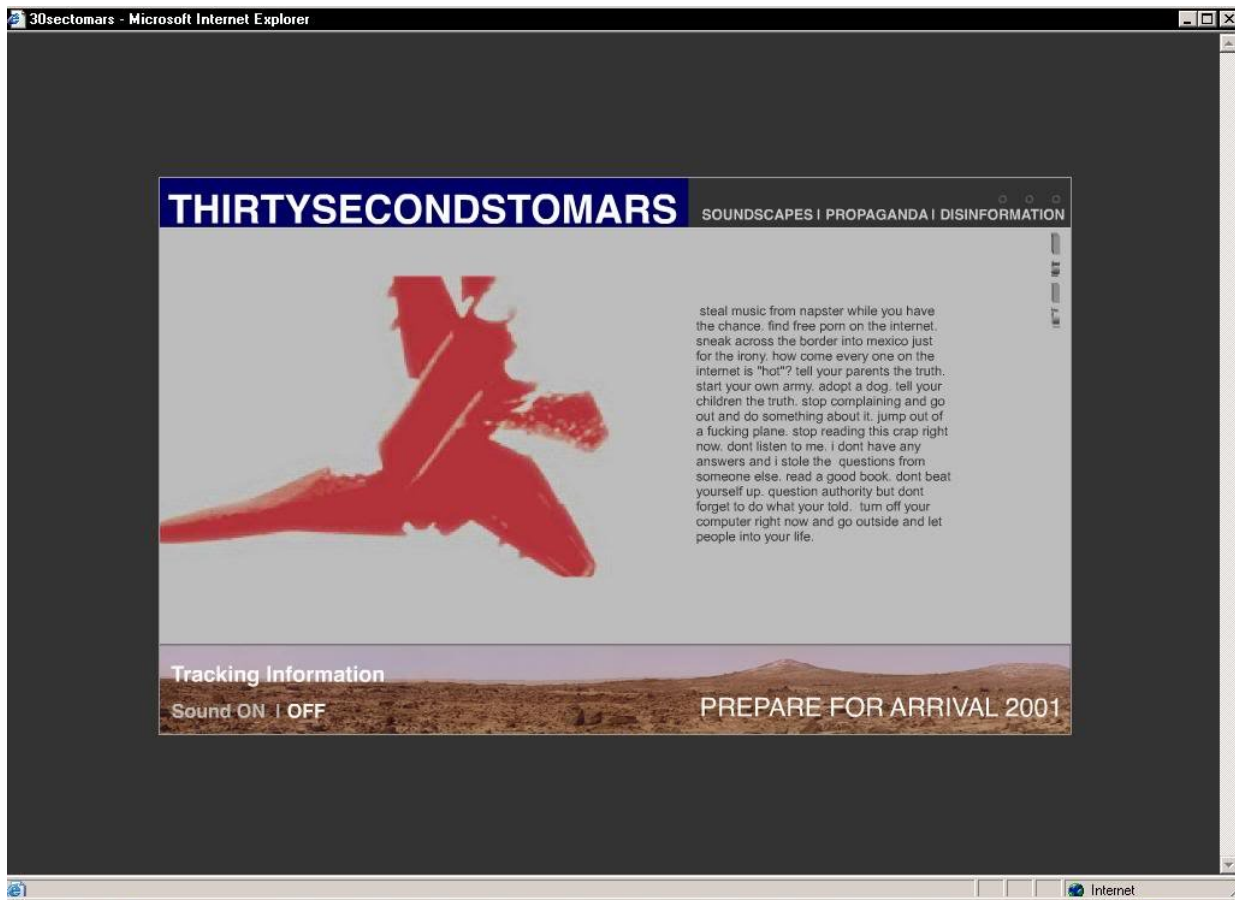 30sectomars - Microsoft Internet Explorer
THIRTYSECONDSTOMARS
SOUNDSCAPES | PROPAGANDA | DISINFORMATION
steal music from napster while you have
the chance. find free porn on the internet.
sneak across the border into mexico just
for the irony. how come every one on the
internet is "hot"? tell your parents the truth.
start your own army. adopt a dog. tell your
children the truth. stop complaining and go
out and do something about it. jump out of
a fucking plane. stop reading this crap right
now. dont listen to me. i dont have any
answers and i stole the questions from
someone else. read a good book. dont beat
yourself up. question authority but dont
forget to do what your told. turn off your
computer right now and go outside and let
people into your life.
Tracking Information
Sound ON | OFF
PREPARE FOR ARRIVAL 2001
Internet